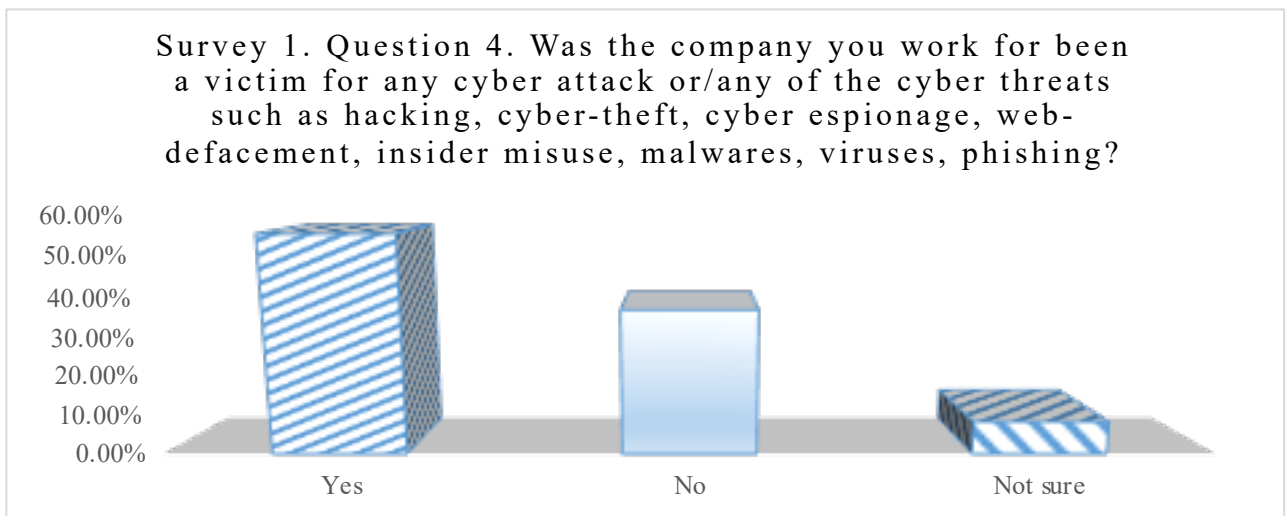 Survey 1. Question 4. Was the company you work for been
a victim for any cyber attack or/any of the cyber threats
such as hacking, cyber-theft, cyber espionage, web-
defacement, insider misuse, malwares, viruses, phishing?
60.00%
50.00%
40.00%
30.00%
20.00%
10.00%
0.00%
Yes No Not sure